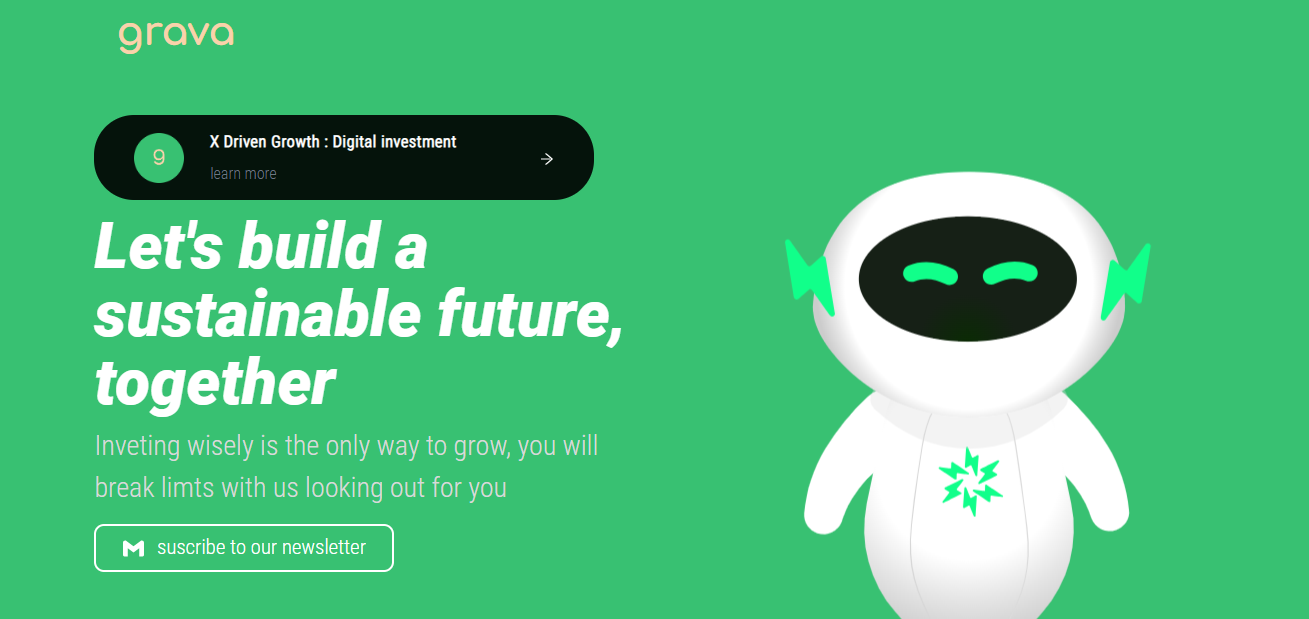 grava
g
X Driven Growth : Digital investment
learn more
Let's build a
sustainable future,
together
Inveting wisely is the only way to grow, you will
break limts with us looking out for you
suscribe to our newsletter